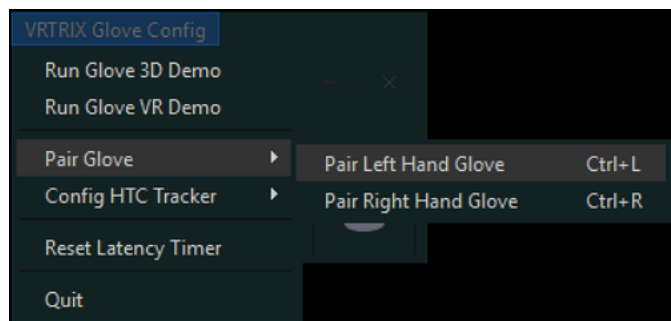 VRTRIX Glove Config
Run Glove 3D Demo
Run Glove VR Demo
Pair Glove
Pair Left Hand Glove Ctrl+L
Config HTC Tracker
Pair Right Hand Glove Ctrl+R
Reset Latency Timer
Quit